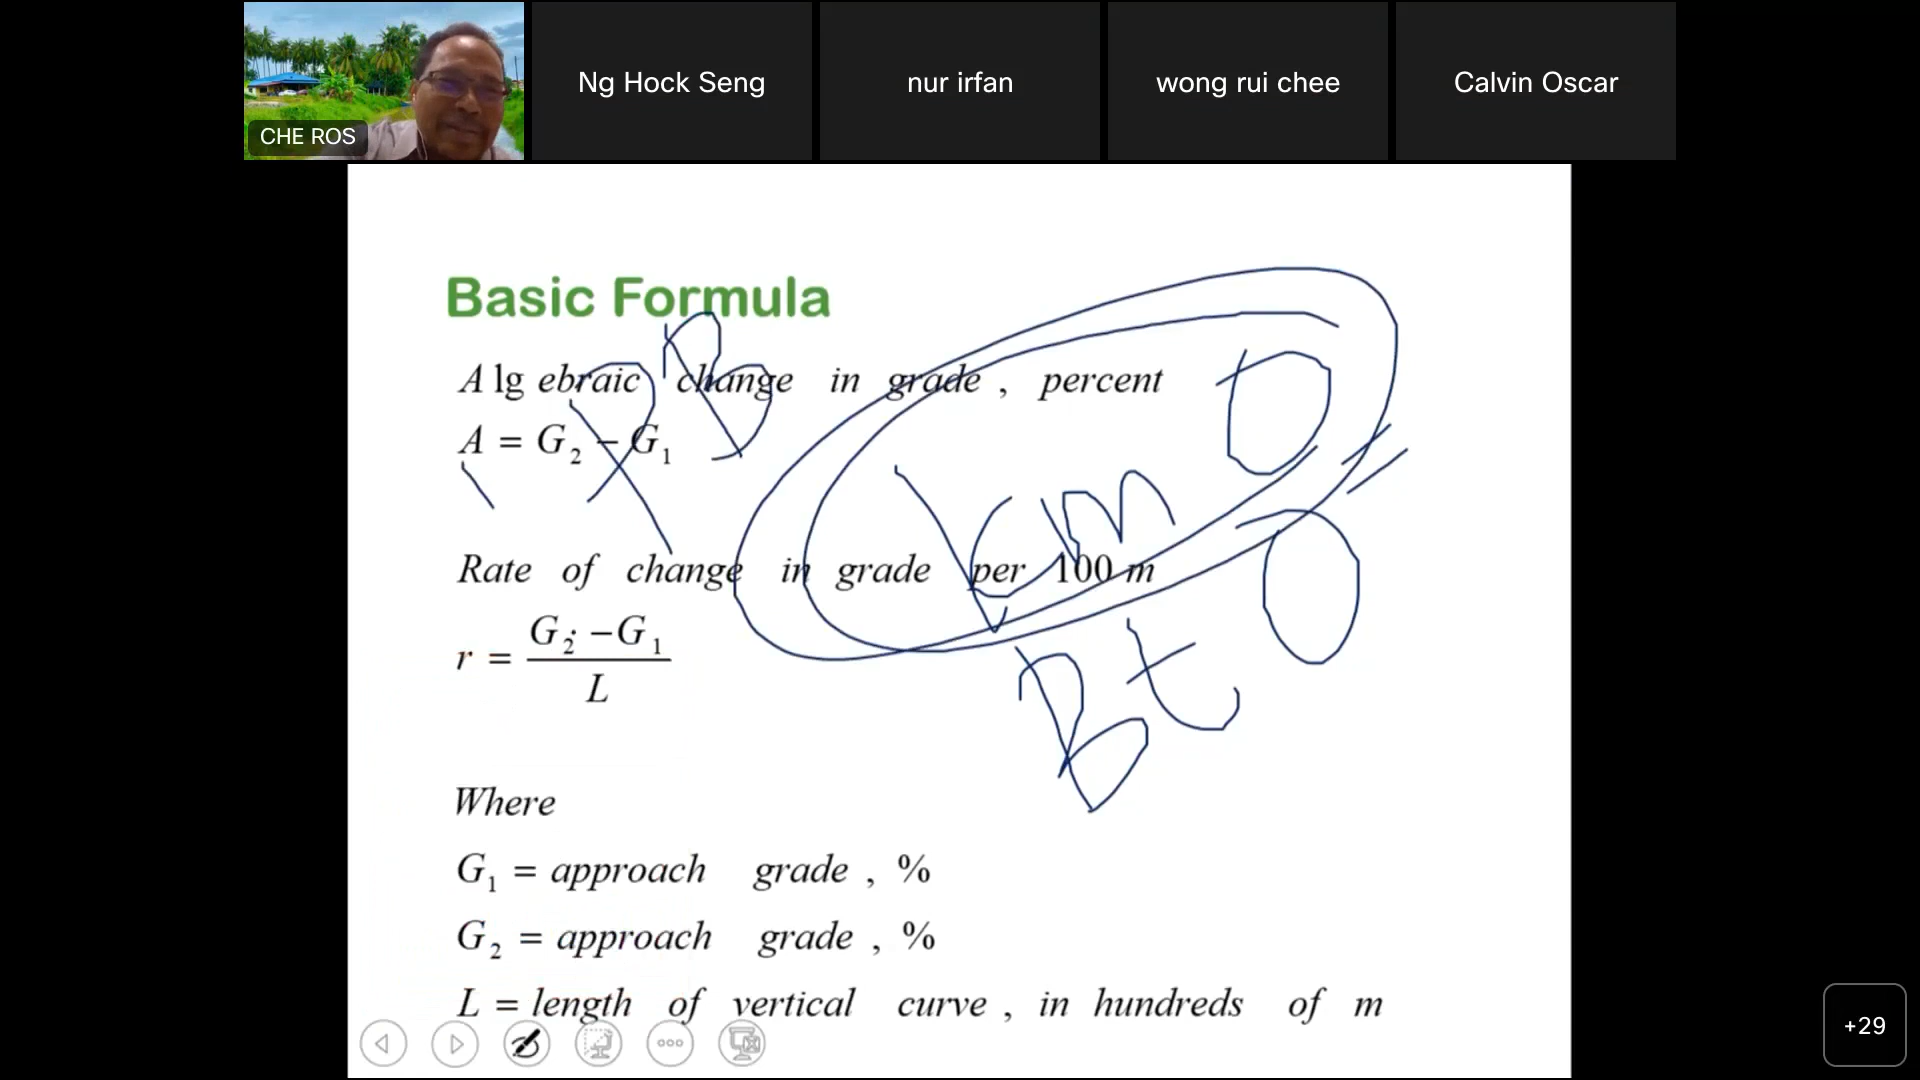 Ng Hock Seng
nur irfan
wong rui chee
Calvin Oscar
CHE ROS
Basic Formula
A lg ebraic change in grade , percent
A = G₂ − G₁
Rate of change in grade per 100 m
r = (G₂ − G₁) / L
Where
G₁ = approach grade , %
G₂ = approach grade , %
L = length of vertical curve , in hundreds of m
+29